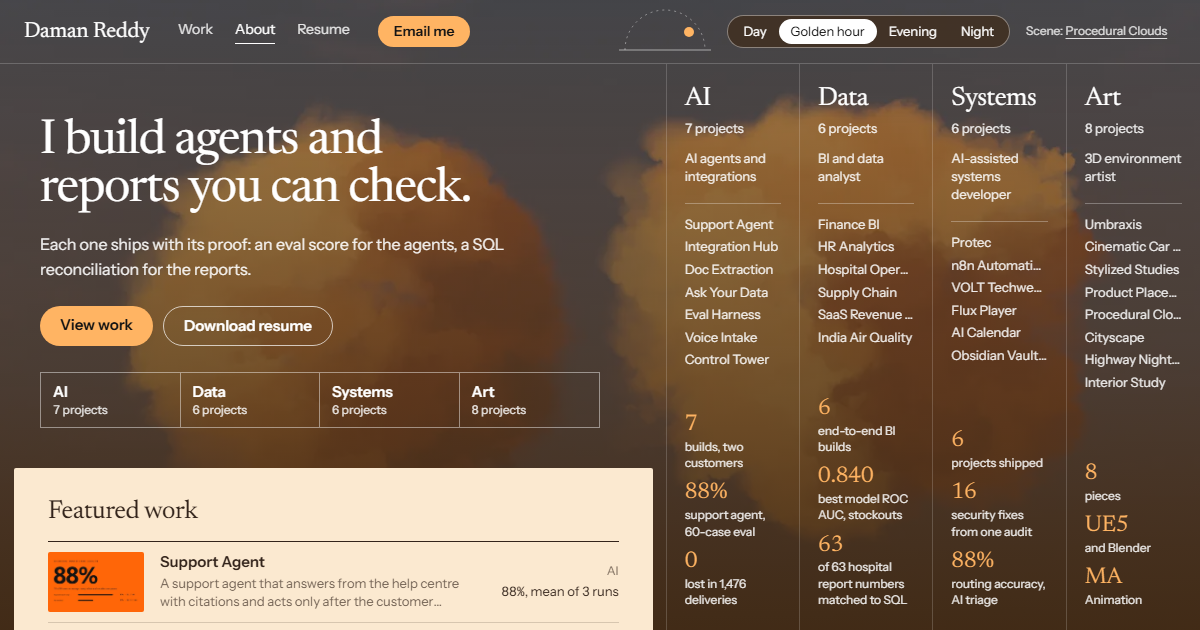 Daman Reddy
Work
About
Resume
Email me
Day
Golden hour
Evening
Night
Scene: Procedural Clouds
I build agents and
reports you can check.
Each one ships with its proof: an eval score for the agents, a SQL
reconciliation for the reports.
View work
Download resume
AI
7 projects
Data
6 projects
Systems
6 projects
Art
8 projects
Featured work
88%
Support Agent
A support agent that answers from the help centre
with citations and acts only after the customer...
AI
88%, mean of 3 runs
AI
7 projects
AI agents and
integrations
Support Agent
Integration Hub
Doc Extraction
Ask Your Data
Eval Harness
Voice Intake
Control Tower
7
builds, two
customers
88%
support agent,
60-case eval
0
lost in 1,476
deliveries
Data
6 projects
BI and data
analyst
Finance BI
HR Analytics
Hospital Oper...
Supply Chain
SaaS Revenue ...
India Air Quality
6
end-to-end BI
builds
0.840
best model ROC
AUC, stockouts
63
of 63 hospital
report numbers
matched to SQL
Systems
6 projects
AI-assisted
systems
developer
Protec
n8n Automati...
VOLT Techwe...
Flux Player
AI Calendar
Obsidian Vault...
6
projects shipped
16
security fixes
from one audit
88%
routing accuracy,
AI triage
Art
8 projects
3D environment
artist
Umbraxis
Cinematic Car ...
Stylized Studies
Product Place...
Procedural Clo...
Cityscape
Highway Night...
Interior Study
8
pieces
UE5
and Blender
MA
Animation